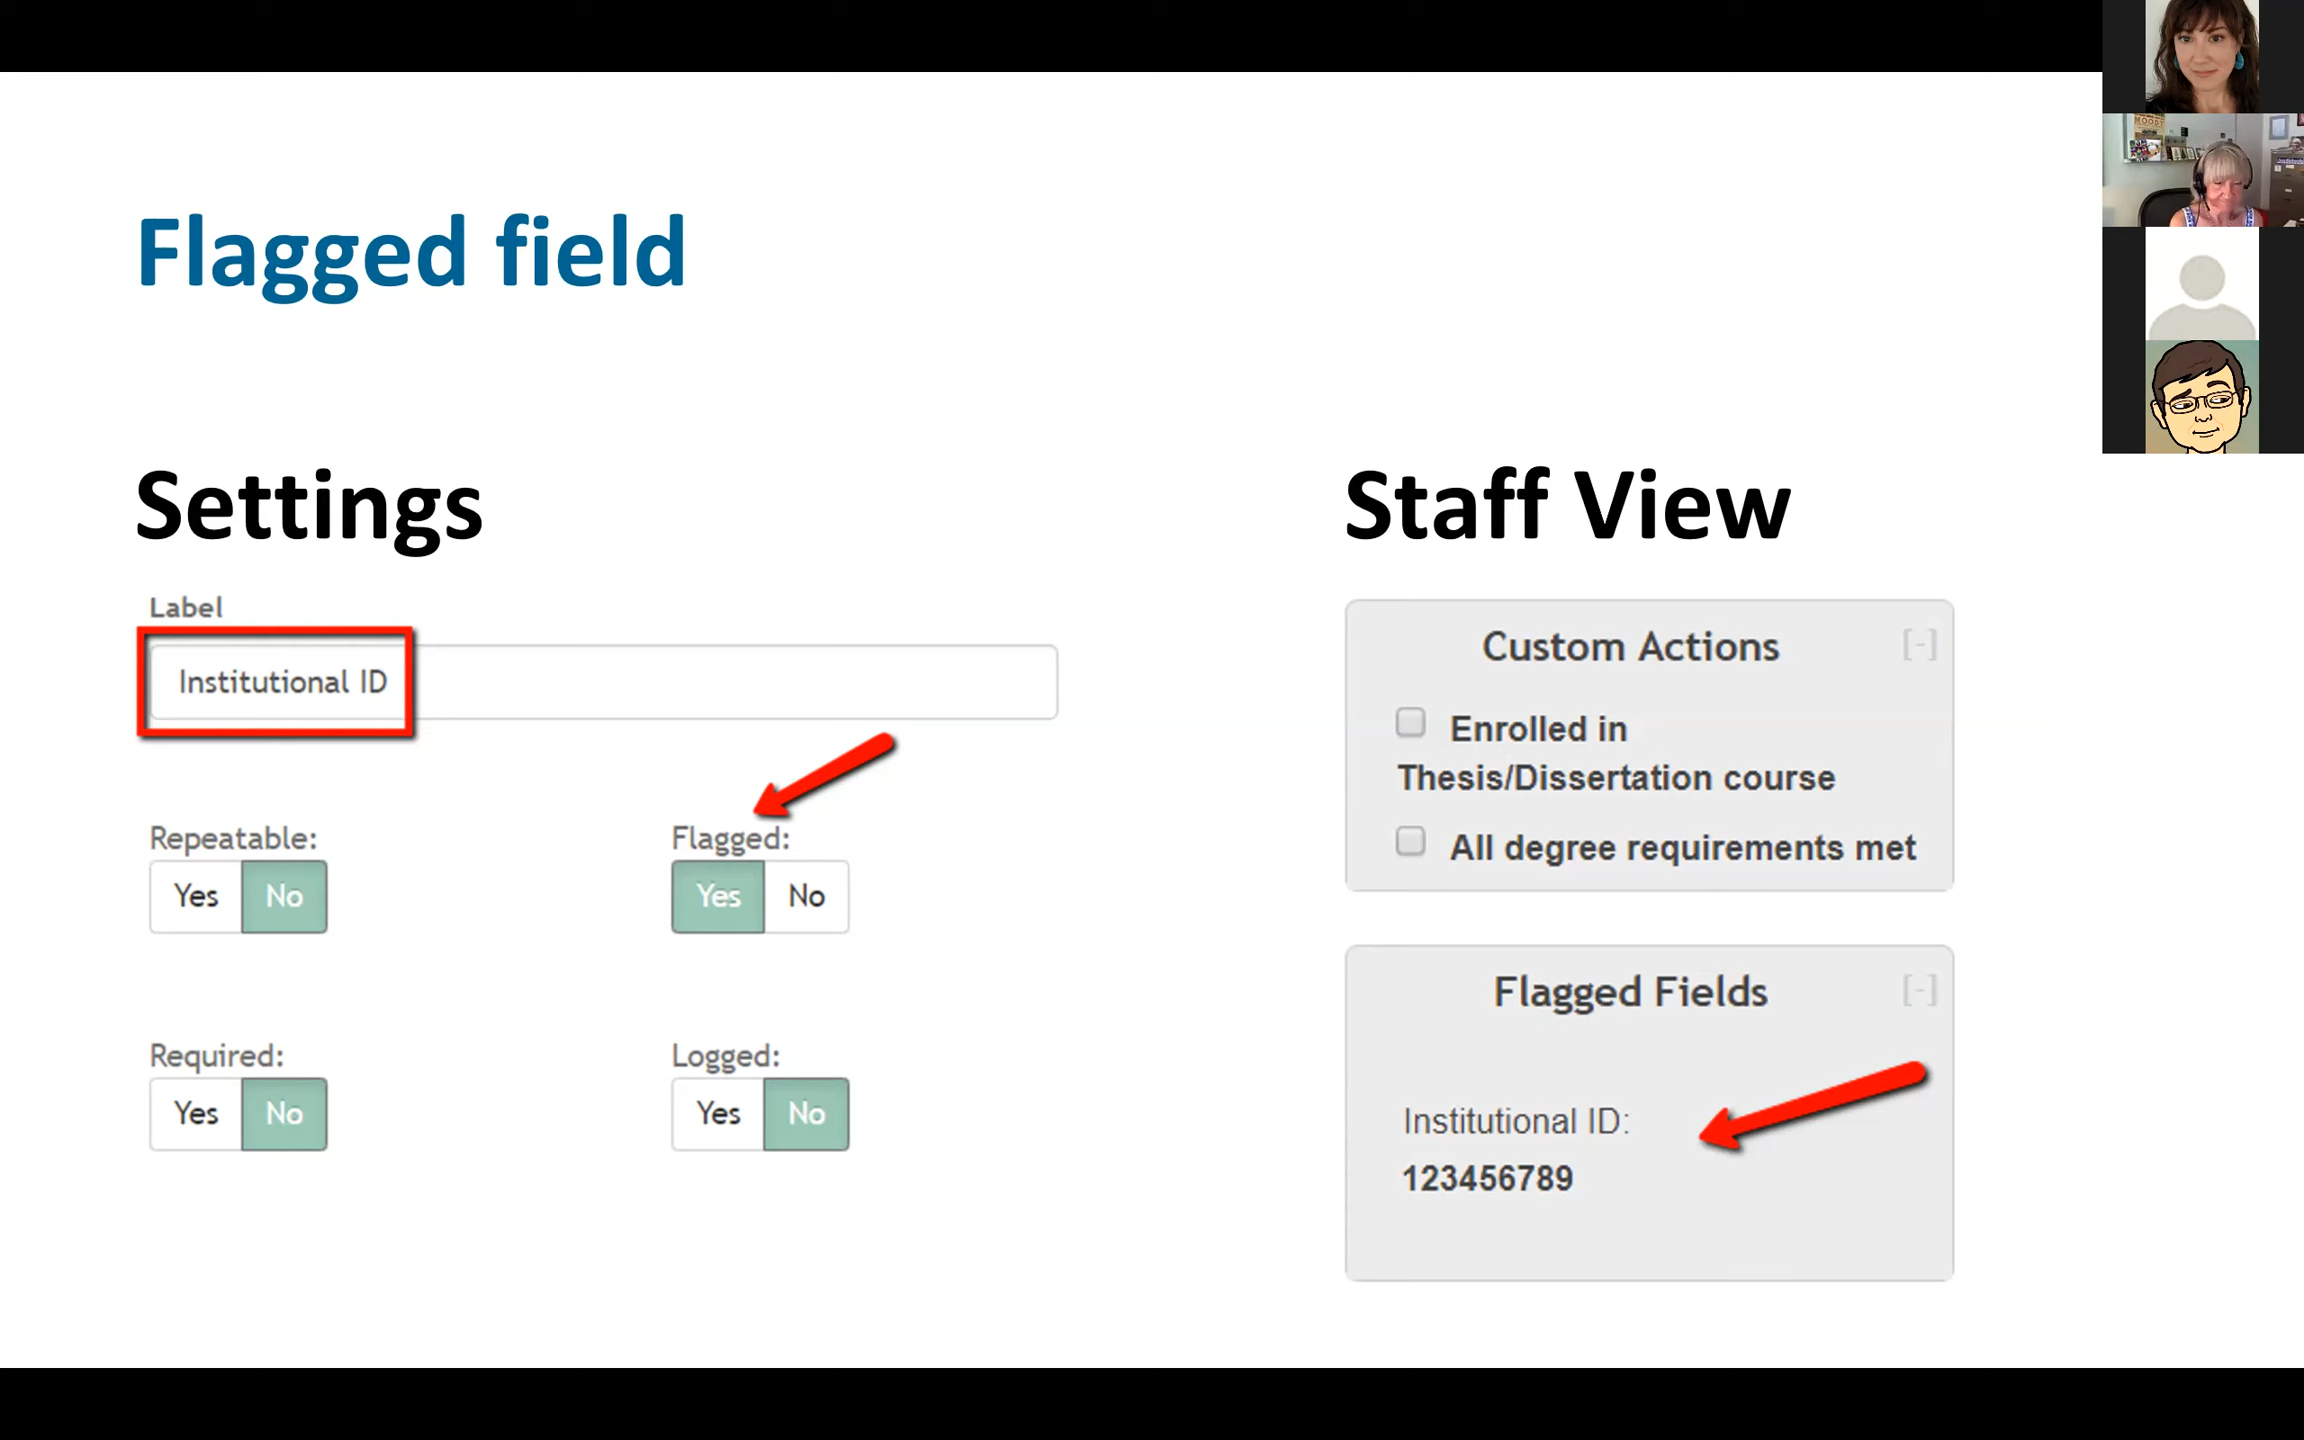 Flagged field
Settings
Label
Institutional ID
Repeatable:
Yes No
Flagged:
Yes No
Required:
Yes No
Logged:
Yes No
Staff View
Custom Actions [-]
Enrolled in
Thesis/Dissertation course
All degree requirements met
Flagged Fields [-]
Institutional ID:
123456789
MOODY